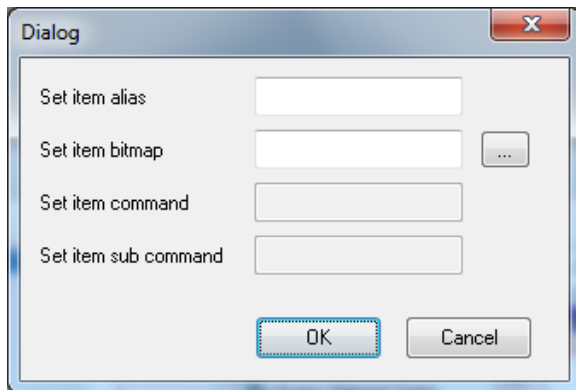 Dialog
Set item alias
Set item bitmap
...
Set item command
Set item sub command
OK
Cancel